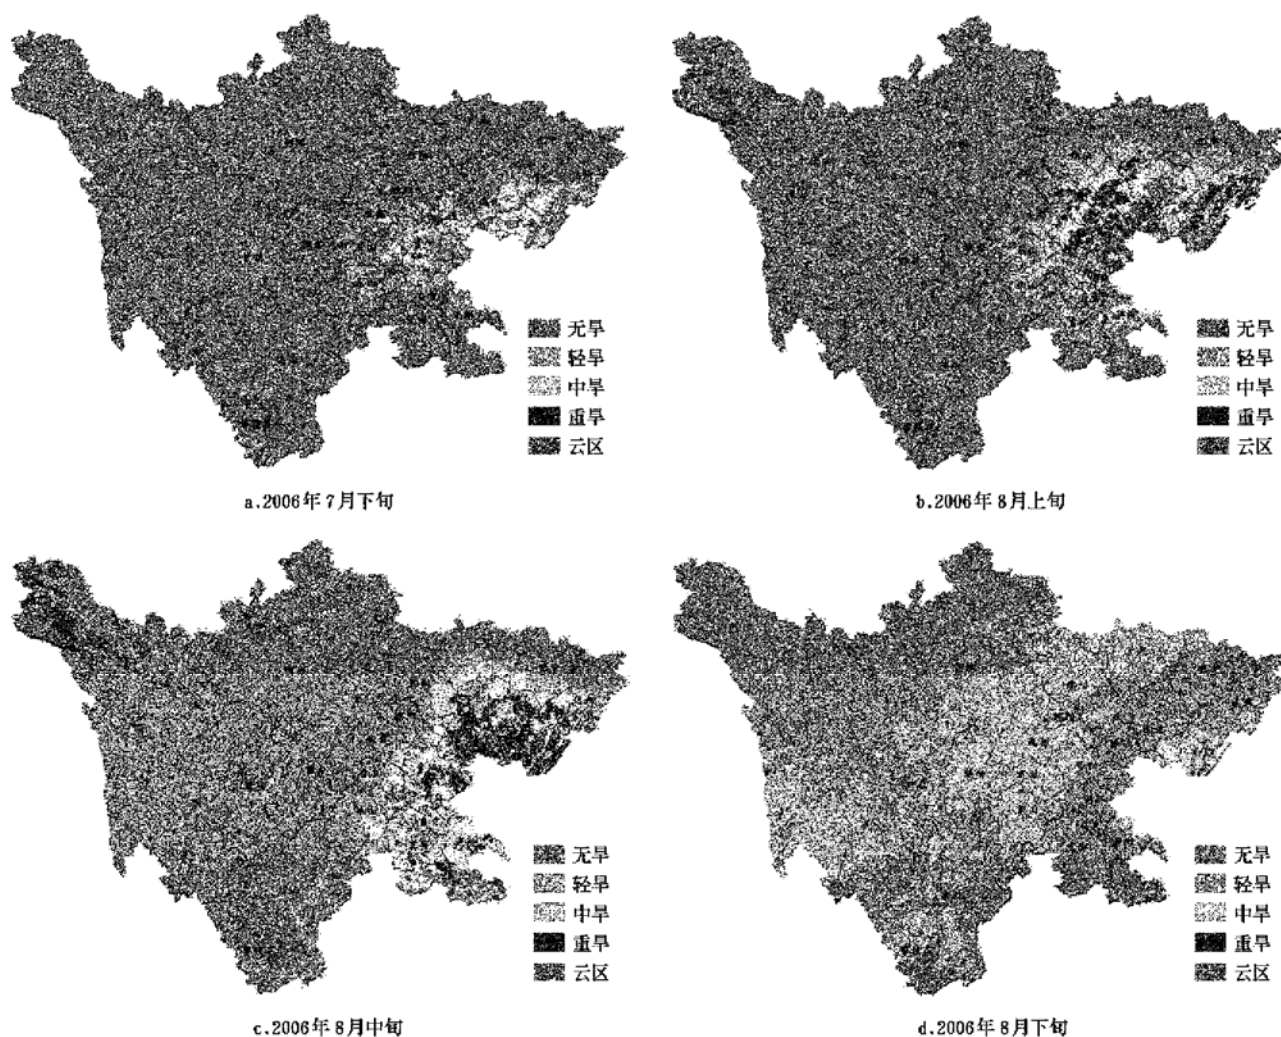 无旱
轻旱
中旱
重旱
云区
a.2006年7月下旬
无旱
轻旱
中旱
重旱
云区
b.2006年8月上旬
无旱
轻旱
中旱
重旱
云区
c.2006年8月中旬
无旱
轻旱
中旱
重旱
云区
d.2006年8月下旬